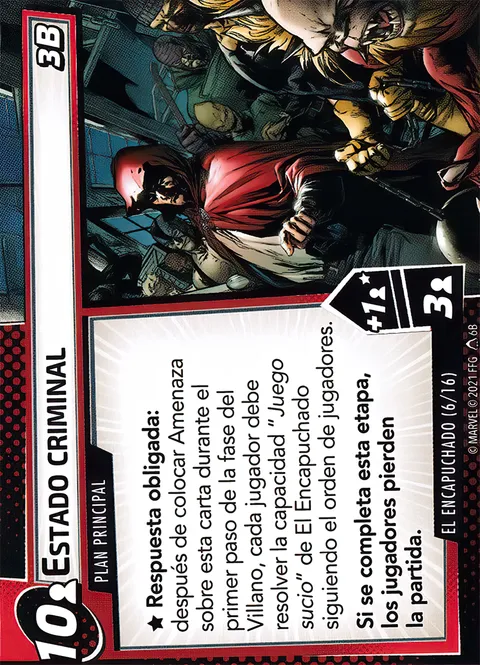 10
ESTADO CRIMINAL
3B
PLAN PRINCIPAL
★ Respuesta obligada:
después de colocar Amenaza
sobre esta carta durante el
primer paso de la fase del
Villano, cada jugador debe
resolver la capacidad “Juego
sucio” de El Encapuchado
siguiendo el orden de jugadores.
Si se completa esta etapa,
los jugadores pierden
la partida.
+1 ★
3
EL ENCAPUCHADO (6/16)
© MARVEL © 2021 FFG 6B